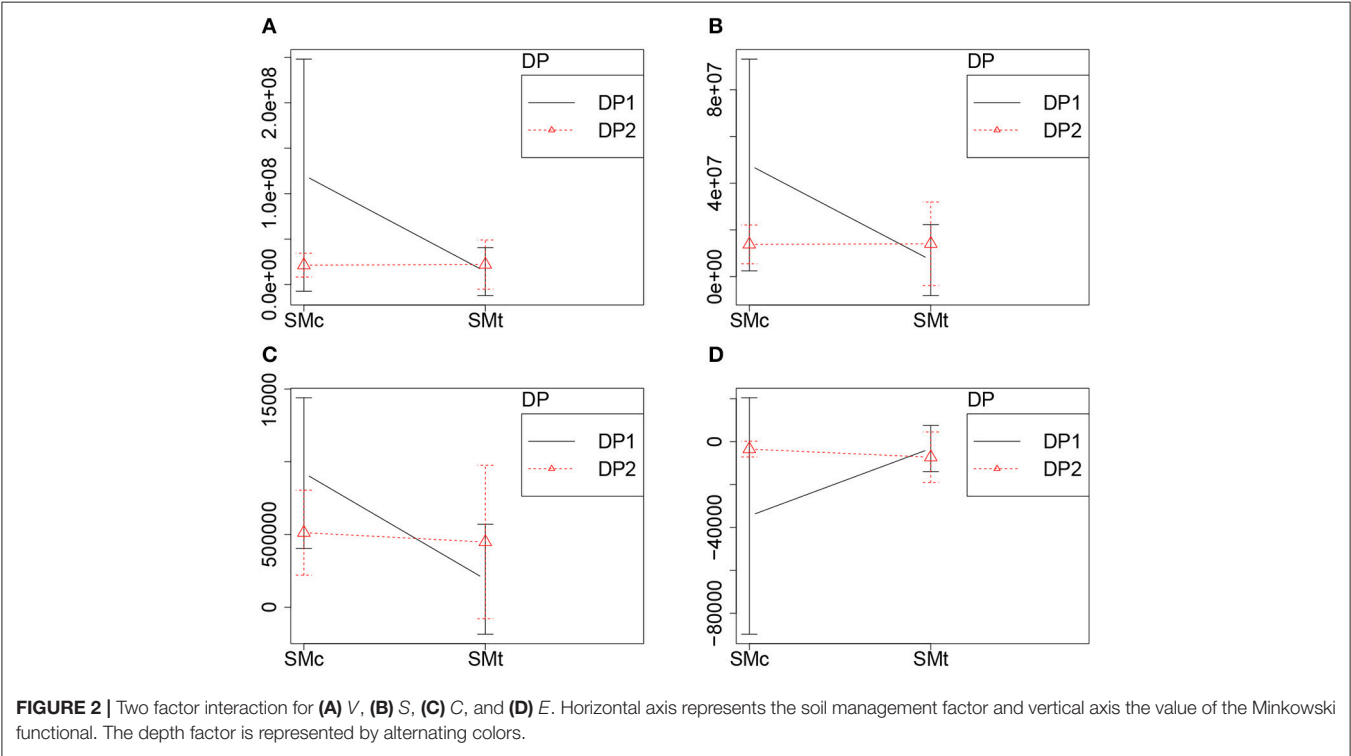 A
DP
DP1
DP2
0.0e+00
1.0e+08
2.0e+08
SMc
SMt
B
DP
DP1
DP2
0e+00
4e+07
8e+07
SMc
SMt
C
DP
DP1
DP2
0
500000
15000
SMc
SMt
D
DP
DP1
DP2
−80000
−40000
0
SMc
SMt
FIGURE 2 | Two factor interaction for (A) V, (B) S, (C) C, and (D) E. Horizontal axis represents the soil management factor and vertical axis the value of the Minkowski
functional. The depth factor is represented by alternating colors.